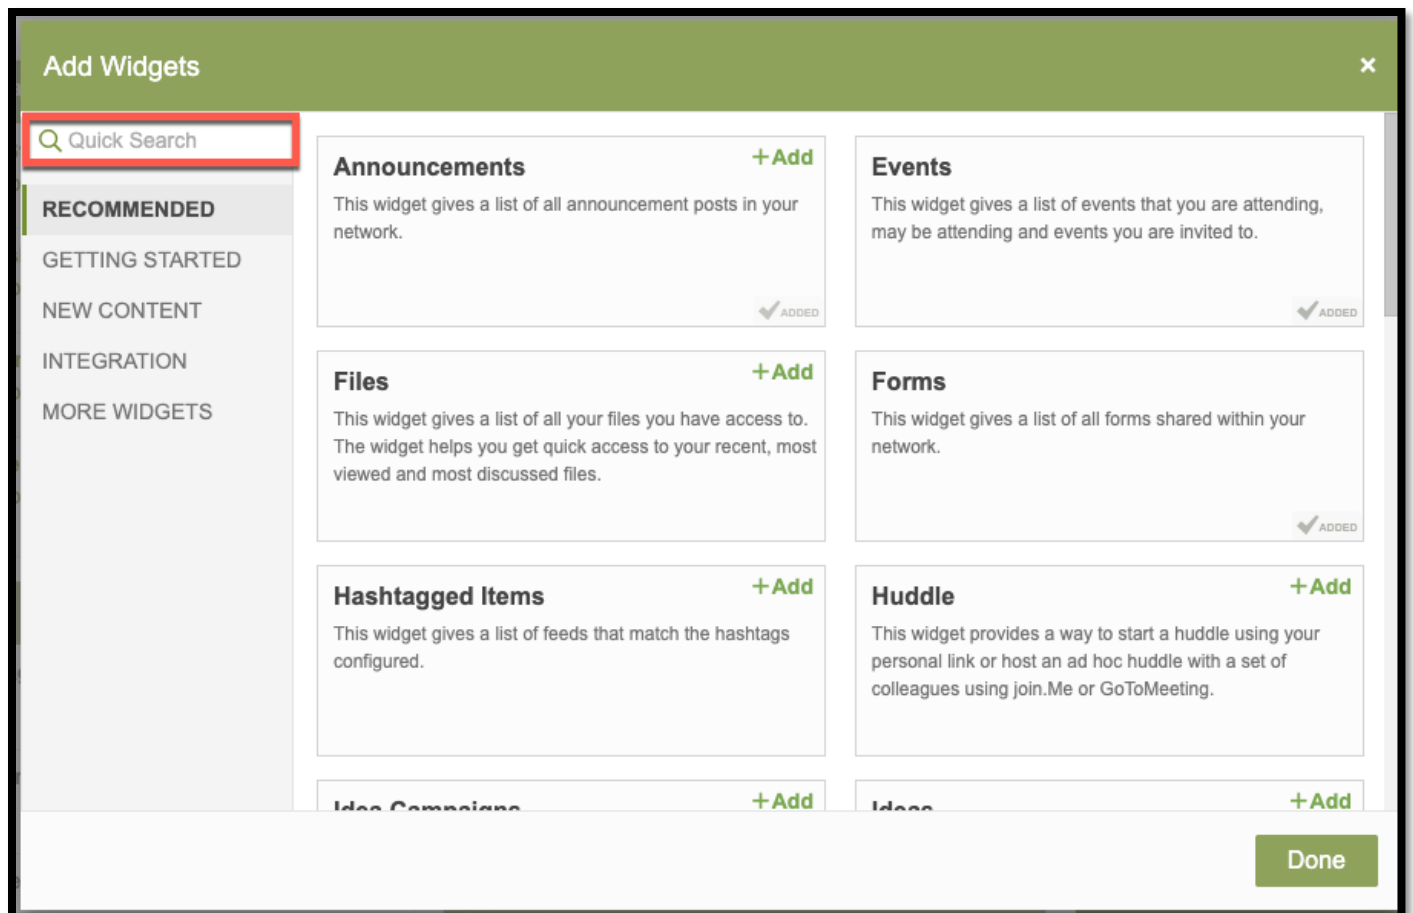 Add Widgets
×
Quick Search
RECOMMENDED
GETTING STARTED
NEW CONTENT
INTEGRATION
MORE WIDGETS
Announcements
+Add
This widget gives a list of all announcement posts in your
network.
ADDED
Events
This widget gives a list of events that you are attending,
may be attending and events you are invited to.
ADDED
Files
+Add
This widget gives a list of all your files you have access to.
The widget helps you get quick access to your recent, most
viewed and most discussed files.
Forms
This widget gives a list of all forms shared within your
network.
ADDED
Hashtagged Items
+Add
This widget gives a list of feeds that match the hashtags
configured.
Huddle
+Add
This widget provides a way to start a huddle using your
personal link or host an ad hoc huddle with a set of
colleagues using join.Me or GoToMeeting.
Idea Campaigns
+Add
Ideas
+Add
Done